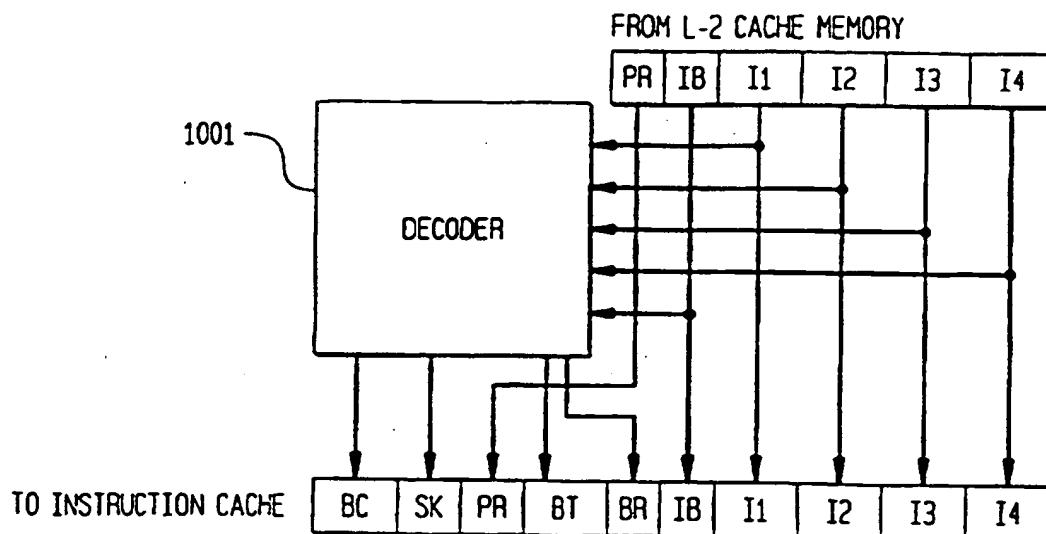 FROM L-2 CACHE MEMORY
PR IB I1 I2 I3 I4
1001
DECODER
TO INSTRUCTION CACHE BC SK PR BT BR IB I1 I2 I3 I4